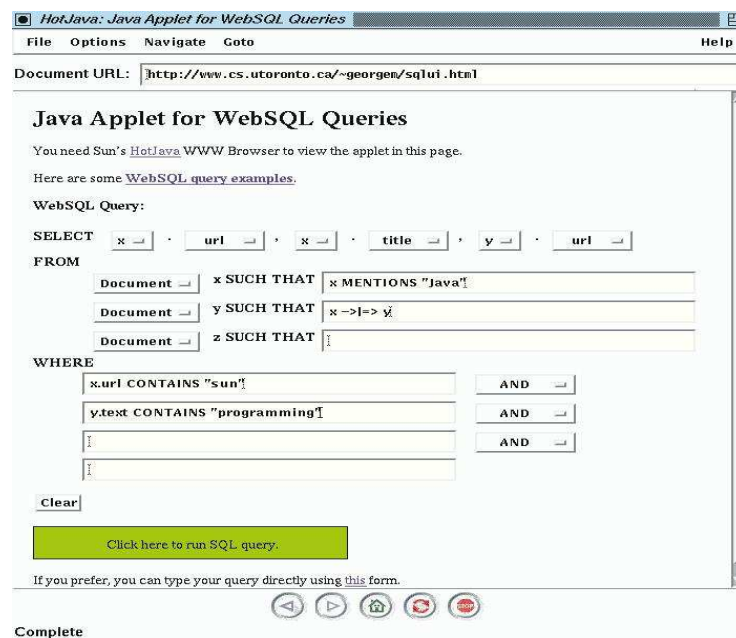 HotJava: Java Applet for WebSQL Queries
File Options Navigate Goto Help
Document URL: http://www.cs.utoronto.ca/~georgem/sqlui.html
Java Applet for WebSQL Queries
You need Sun's HotJava WWW Browser to view the applet in this page.
Here are some WebSQL query examples.
WebSQL Query:
SELECT x . url , x . title , y . url
FROM
Document x SUCH THAT x MENTIONS "Java"
Document y SUCH THAT x ->|=> y
Document z SUCH THAT
WHERE
x.url CONTAINS "sun" AND
y.text CONTAINS "programming" AND
AND
Clear
Click here to run SQL query.
If you prefer, you can type your query directly using this form.
STOP
Complete